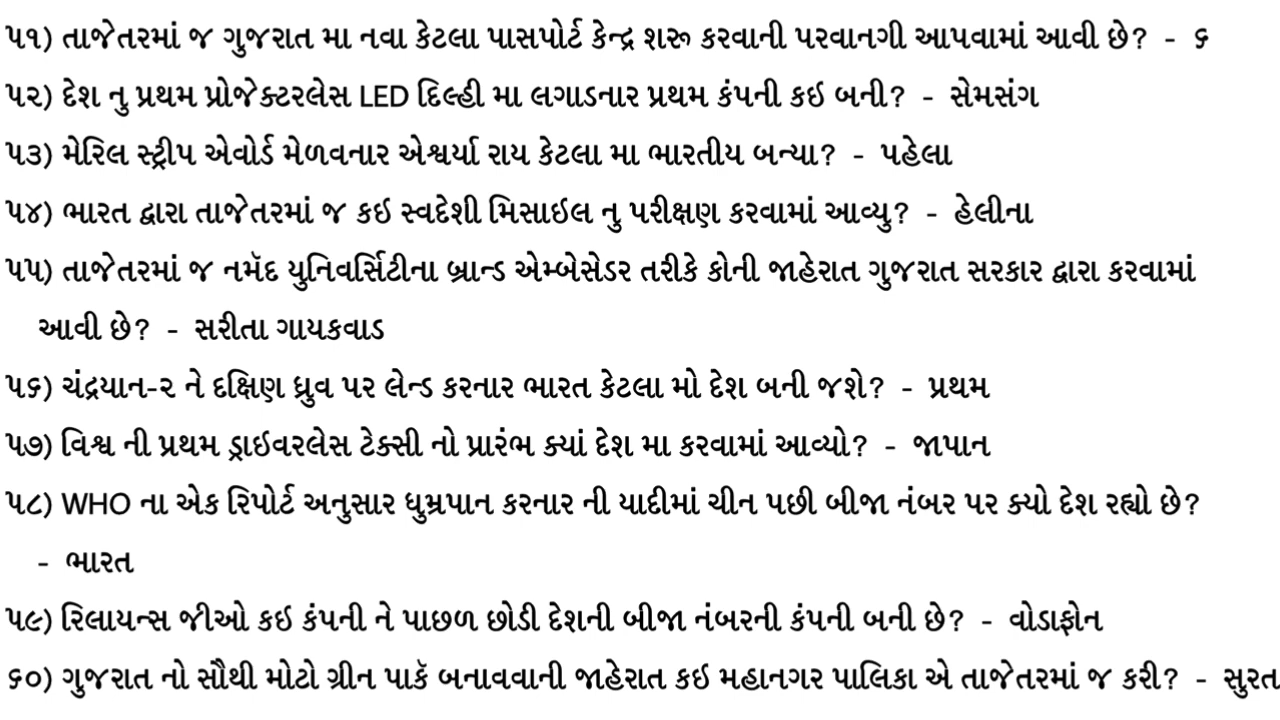 ૫૧) તાજેતરમાં જ ગુજરાત મા નવા કેટલા પાસપોર્ટ કેન્દ્ર શરૂ કરવાની પરવાનગી આપવામાં આવી છે? - ૬
૫૨) દેશ નુ પ્રથમ પ્રોજેક્ટરલેસ LED દિલ્હી મા લગાડનાર પ્રથમ કંપની કઇ બની? - સેમસંગ
૫૩) મેરિલ સ્ટ્રીપ એવોર્ડ મેળવનાર એશ્વર્યા રાય કેટલા મા ભારતીય બન્યા? - પહેલા
૫૪) ભારત દ્વારા તાજેતરમાં જ કઇ સ્વદેશી મિસાઇલ નુ પરીક્ષણ કરવામાં આવ્યુ? - હેલીના
૫૫) તાજેતરમાં જ નર્મદ યુનિવર્સિટીના બ્રાન્ડ એમ્બેસેડર તરીકે કોની જાહેરાત ગુજરાત સરકાર દ્વારા કરવામાં
આવી છે? - સરીતા ગાયકવાડ
૫૬) ચંદ્રયાન-૨ ને દક્ષિણ ધ્રુવ પર લેન્ડ કરનાર ભારત કેટલા મો દેશ બની જશે? - પ્રથમ
૫૭) વિશ્વ ની પ્રથમ ડ્રાઇવરલેસ ટેક્સી નો પ્રારંભ ક્યાં દેશ મા કરવામાં આવ્યો? - જાપાન
૫૮) WHO ના એક રિપોર્ટ અનુસાર ધુમ્રપાન કરનાર ની યાદીમાં ચીન પછી બીજા નંબર પર ક્યો દેશ રહ્યો છે?
- ભારત
૫૯) રિલાયન્સ જીઓ કઇ કંપની ને પાછળ છોડી દેશની બીજા નંબરની કંપની બની છે? - વોડાફોન
૬૦) ગુજરાત નો સૌથી મોટો ગ્રીન પાર્ક બનાવવાની જાહેરાત કઇ મહાનગર પાલિકા એ તાજેતરમાં જ કરી? - સુરત